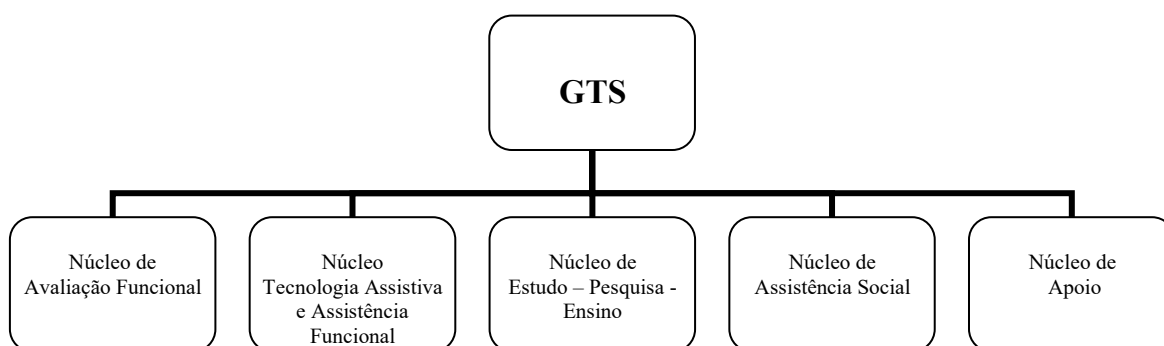 GTS
Núcleo de
Avaliação Funcional
Núcleo
Tecnologia Assistiva
e Assistência
Funcional
Núcleo de
Estudo – Pesquisa -
Ensino
Núcleo de
Assistência Social
Núcleo de
Apoio